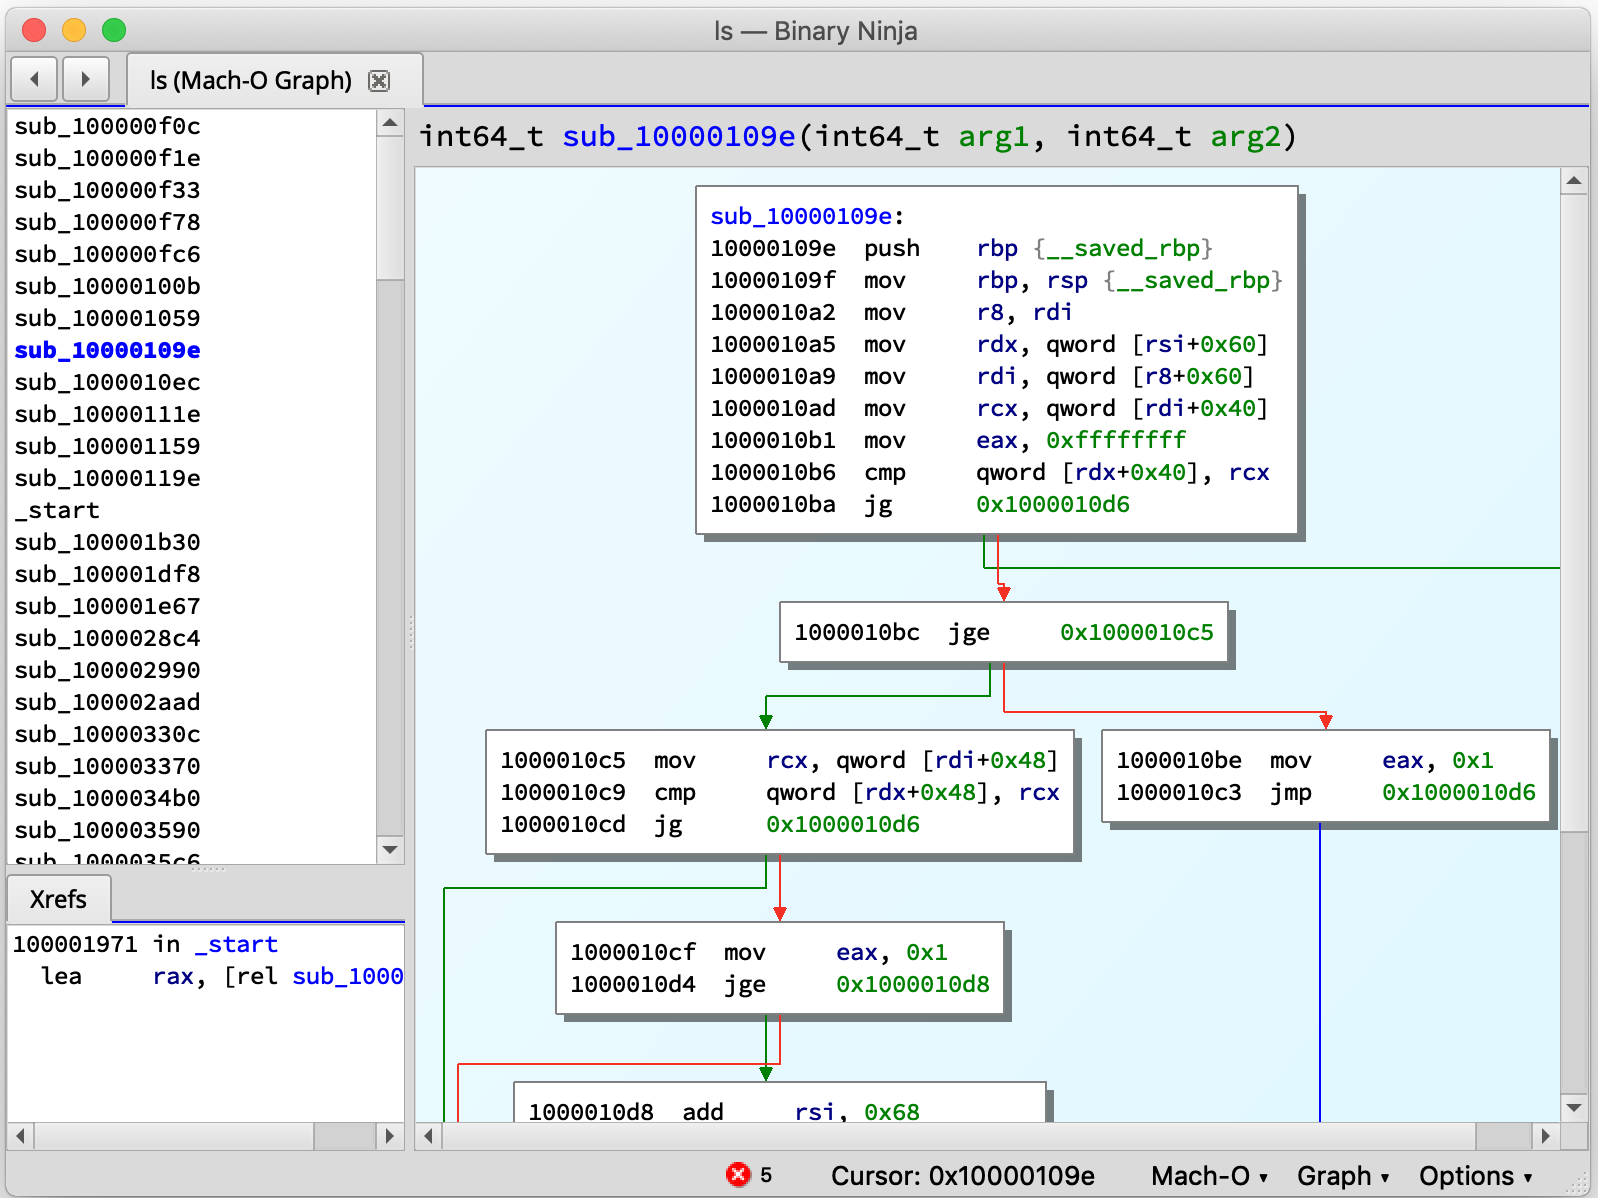 ls — Binary Ninja
ls (Mach-O Graph)
sub_100000f0c
sub_100000f1e
sub_100000f33
sub_100000f78
sub_100000fc6
sub_10000100b
sub_100001059
sub_10000109e
sub_1000010ec
sub_10000111e
sub_100001159
sub_10000119e
_start
sub_100001b30
sub_100001df8
sub_100001e67
sub_1000028c4
sub_100002990
sub_100002aad
sub_10000330c
sub_100003370
sub_1000034b0
sub_100003590
sub_1000035c6
Xrefs
100001971 in _start
lea rax, [rel sub_1000
int64_t sub_10000109e(int64_t arg1, int64_t arg2)
sub_10000109e:
10000109e push rbp {__saved_rbp}
10000109f mov rbp, rsp {__saved_rbp}
1000010a2 mov r8, rdi
1000010a5 mov rdx, qword [rsi+0x60]
1000010a9 mov rdi, qword [r8+0x60]
1000010ad mov rcx, qword [rdi+0x40]
1000010b1 mov eax, 0xffffffff
1000010b6 cmp qword [rdx+0x40], rcx
1000010ba jg 0x1000010d6
1000010bc jge 0x1000010c5
1000010c5 mov rcx, qword [rdi+0x48]
1000010c9 cmp qword [rdx+0x48], rcx
1000010cd jg 0x1000010d6
1000010be mov eax, 0x1
1000010c3 jmp 0x1000010d6
1000010cf mov eax, 0x1
1000010d4 jge 0x1000010d8
1000010d8 add rsi, 0x68
5 Cursor: 0x10000109e Mach-O Graph Options